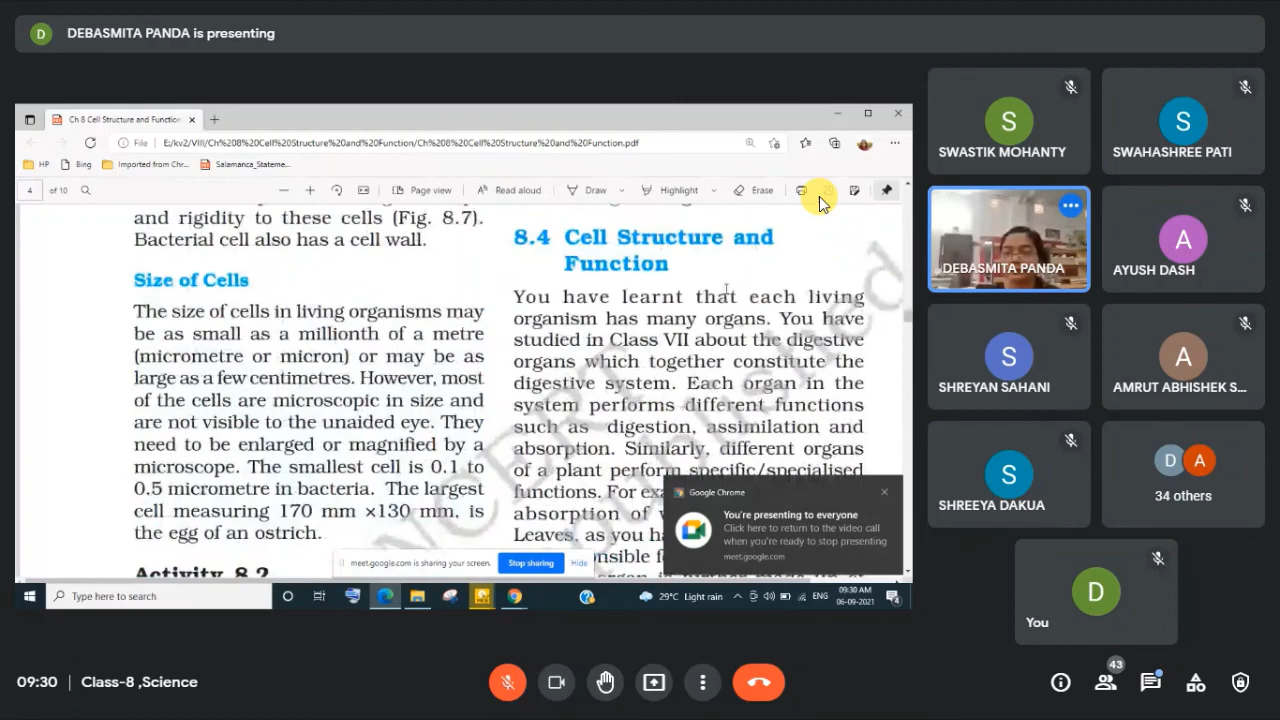 D
DEBASMITA PANDA is presenting
Ch 8 Cell Structure and Function
File
E:/kv2/VIII/Ch%208%20Cell%20Structure%20and%20Function/Ch%208%20Cell%20Structure%20and%20Function.pdf
HP
Bing
Imported from Chr...
Salamanca_Stateme...
4
of 10
Page view
Read aloud
Draw
Highlight
Erase
and rigidity to these cells (Fig. 8.7).
Bacterial cell also has a cell wall.
Size of Cells
The size of cells in living organisms may
be as small as a millionth of a metre
(micrometre or micron) or may be as
large as a few centimetres. However, most
of the cells are microscopic in size and
are not visible to the unaided eye. They
need to be enlarged or magnified by a
microscope. The smallest cell is 0.1 to
0.5 micrometre in bacteria. The largest
cell measuring 170 mm ×130 mm, is
the egg of an ostrich.
Activity 8.2
8.4 Cell Structure and
Function
You have learnt that each living
organism has many organs. You have
studied in Class VII about the digestive
organs which together constitute the
digestive system. Each organ in the
system performs different functions
such as digestion, assimilation and
absorption. Similarly, different organs
of a plant perform specific/specialised
functions. For
absorption of
Leaves, as you
NCERT
published
Google Chrome
You're presenting to everyone
Click here to return to the video call
when you're ready to stop presenting
meet.google.com
meet.google.com is sharing your screen.
Stop sharing
Hide
Type here to search
29°C Light rain
ENG
09:30 AM
06-09-2021
4
S
SWASTIK MOHANTY
S
SWAHASHREE PATI
DEBASMITA PANDA
A
AYUSH DASH
S
SHREYAN SAHANI
A
AMRUT ABHISHEK S...
S
SHREEYA DAKUA
D A
34 others
D
You
09:30 | Class-8 ,Science
43